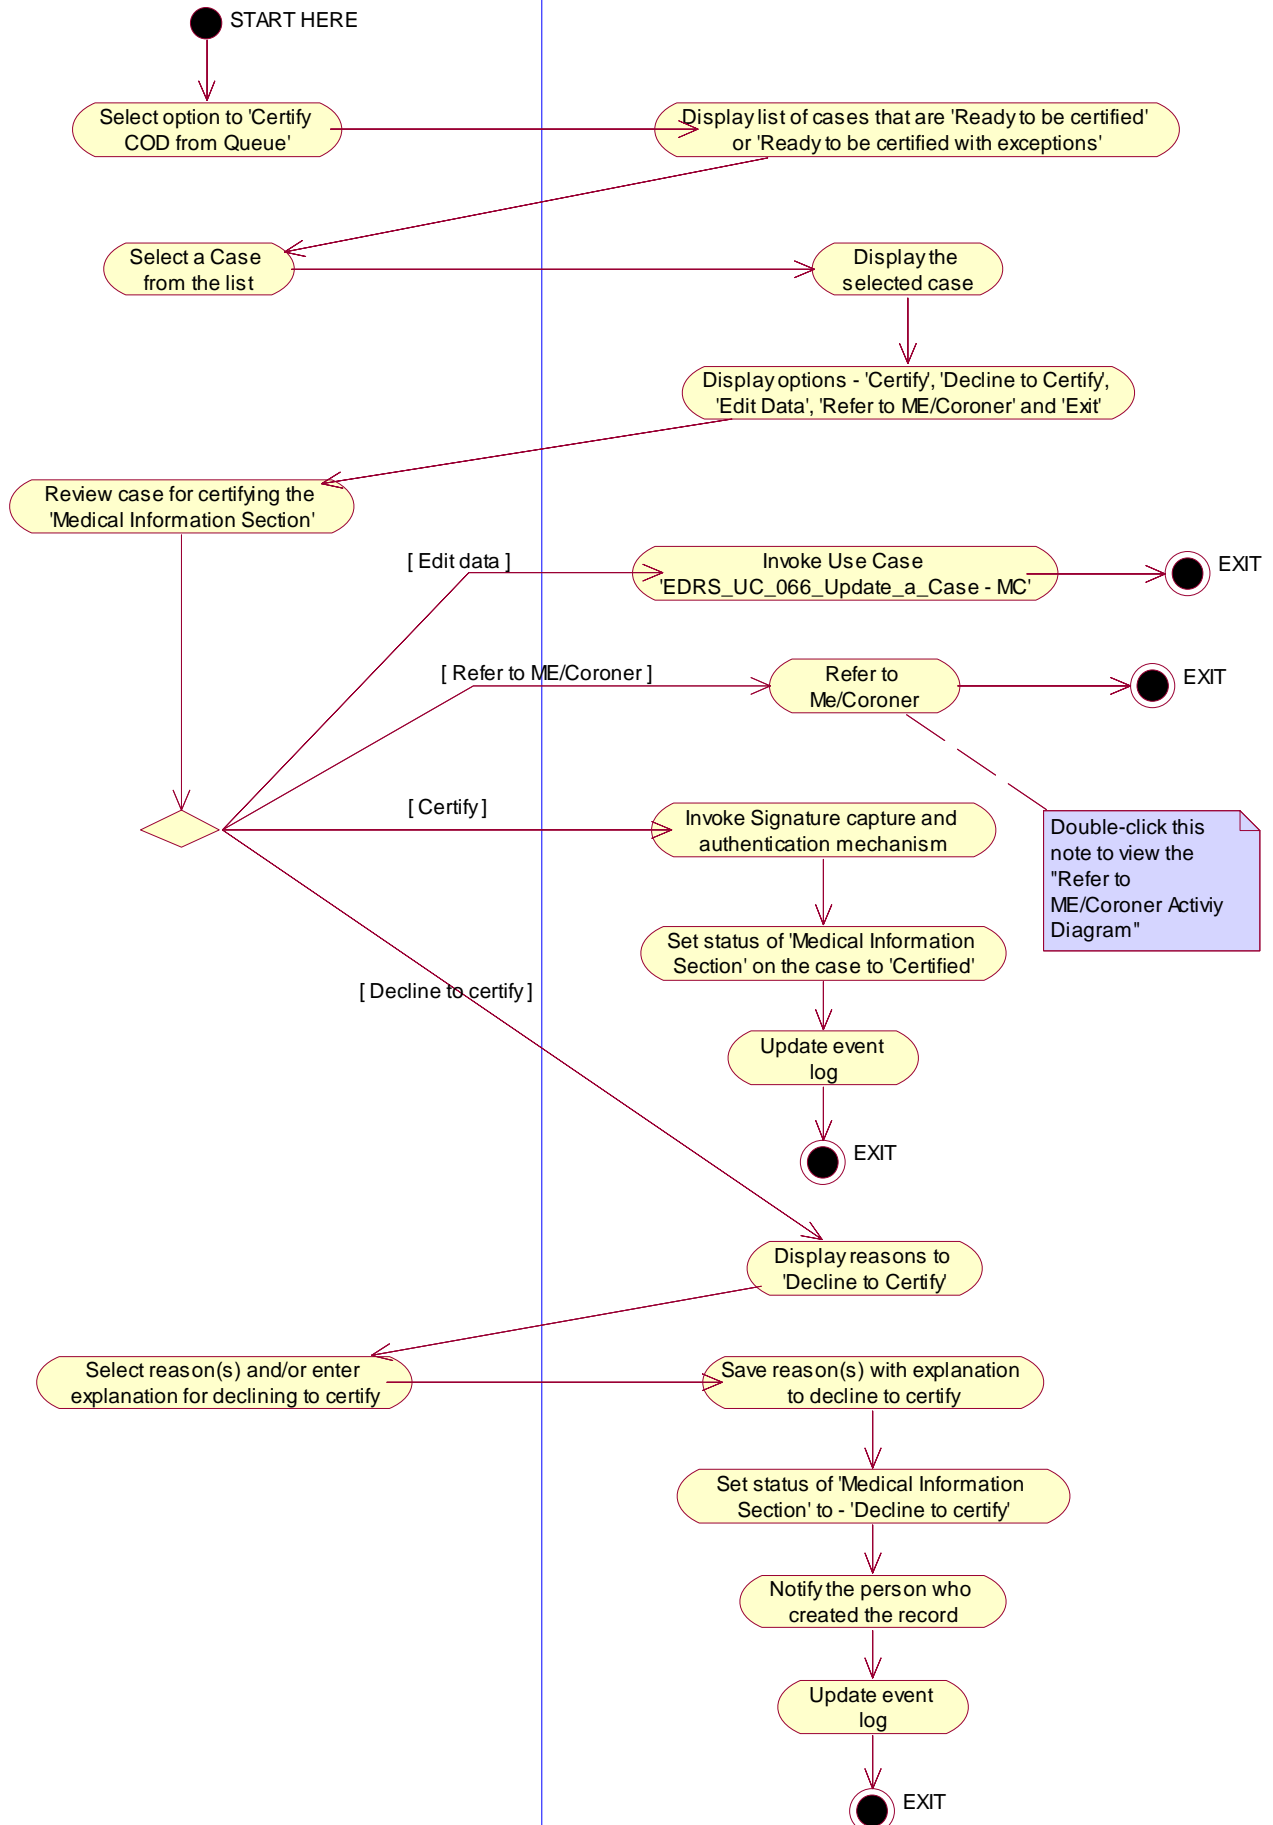 START HERE
Select option to 'Certify
COD from Queue'
Display list of cases that are 'Ready to be certified'
or 'Ready to be certified with exceptions'
Select a Case
from the list
Display the
selected case
Display options - 'Certify', 'Decline to Certify',
'Edit Data', 'Refer to ME/Coroner' and 'Exit'
Review case for certifying the
'Medical Information Section'
[ Edit data ]
Invoke Use Case
'EDRS_UC_066_Update_a_Case - MC'
EXIT
[ Refer to ME/Coroner ]
Refer to
Me/Coroner
EXIT
[ Certify ]
Invoke Signature capture and
authentication mechanism
Double-click this
note to view the
"Refer to
ME/Coroner Activiy
Diagram"
Set status of 'Medical Information
Section' on the case to 'Certified'
[ Decline to certify ]
Update event
log
EXIT
Display reasons to
'Decline to Certify'
Select reason(s) and/or enter
explanation for declining to certify
Save reason(s) with explanation
to decline to certify
Set status of 'Medical Information
Section' to - 'Decline to certify'
Notify the person who
created the record
Update event
log
EXIT